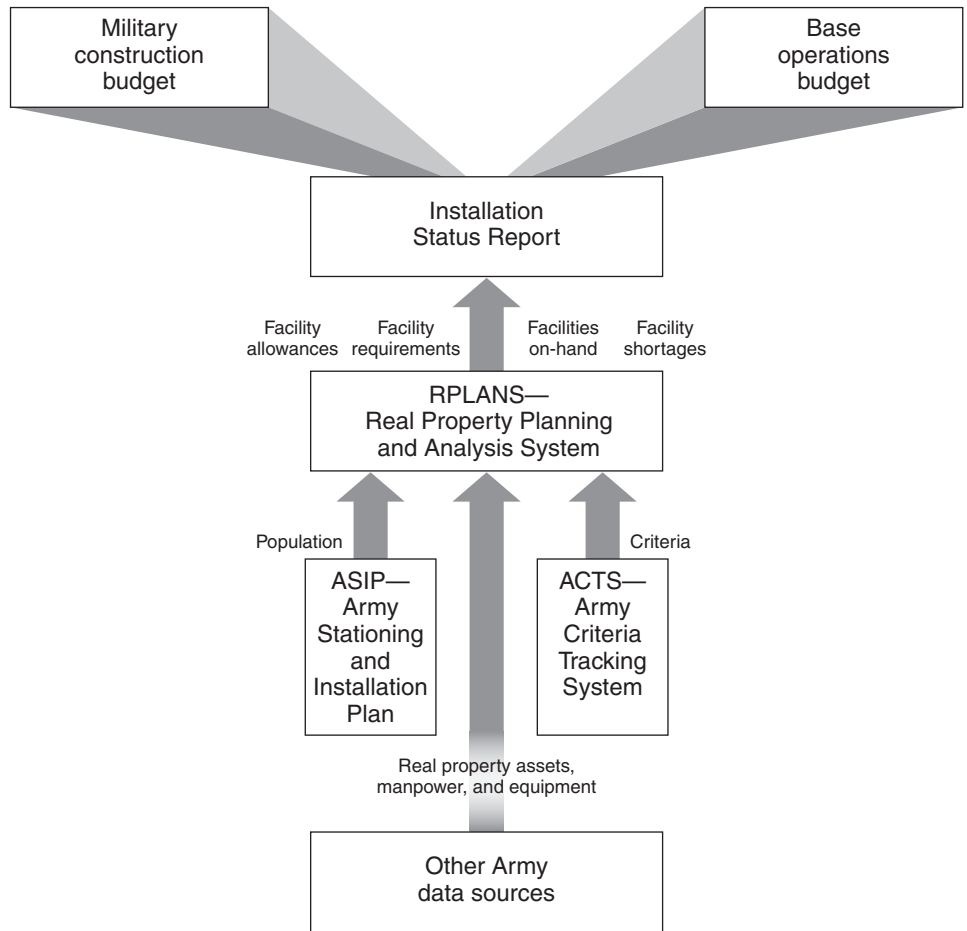 Military
construction
budget
Base
operations
budget
Installation
Status Report
Facility
allowances
Facility
requirements
Facilities
on-hand
Facility
shortages
RPLANS—
Real Property Planning
and Analysis System
Population
Criteria
ASIP—
Army
Stationing
and
Installation
Plan
ACTS—
Army
Criteria
Tracking
System
Real property assets,
manpower, and equipment
Other Army
data sources